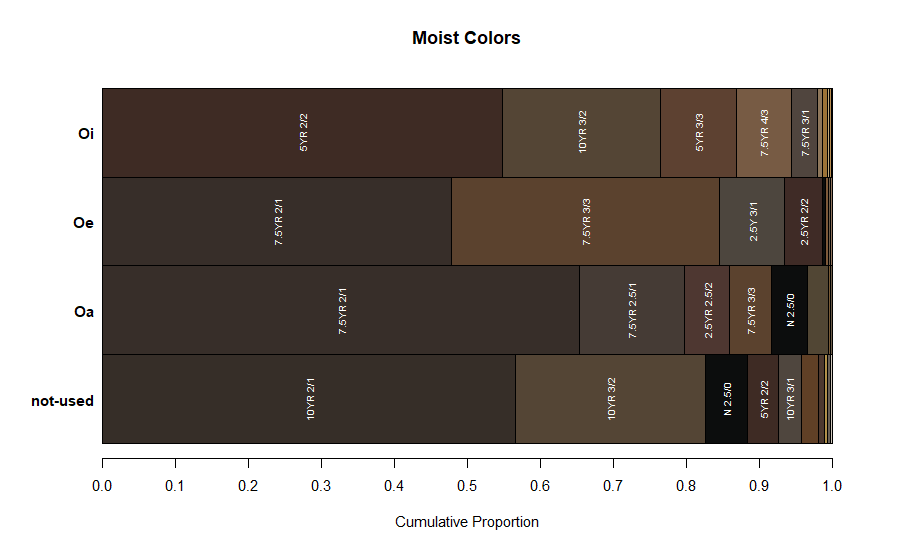 Moist Colors
Oi
5YR 2/2
10YR 3/2
5YR 3/3
7.5YR 4/3
7.5YR 3/1
Oe
7.5YR 2/1
7.5YR 3/3
2.5Y 3/1
2.5YR 2/2
Oa
7.5YR 2/1
7.5YR 2.5/1
2.5YR 2.5/2
7.5YR 3/3
N 2.5/0
not-used
10YR 2/1
10YR 3/2
N 2.5/0
5YR 2/2
10YR 3/1
0.0 0.1 0.2 0.3 0.4 0.5 0.6 0.7 0.8 0.9 1.0
Cumulative Proportion